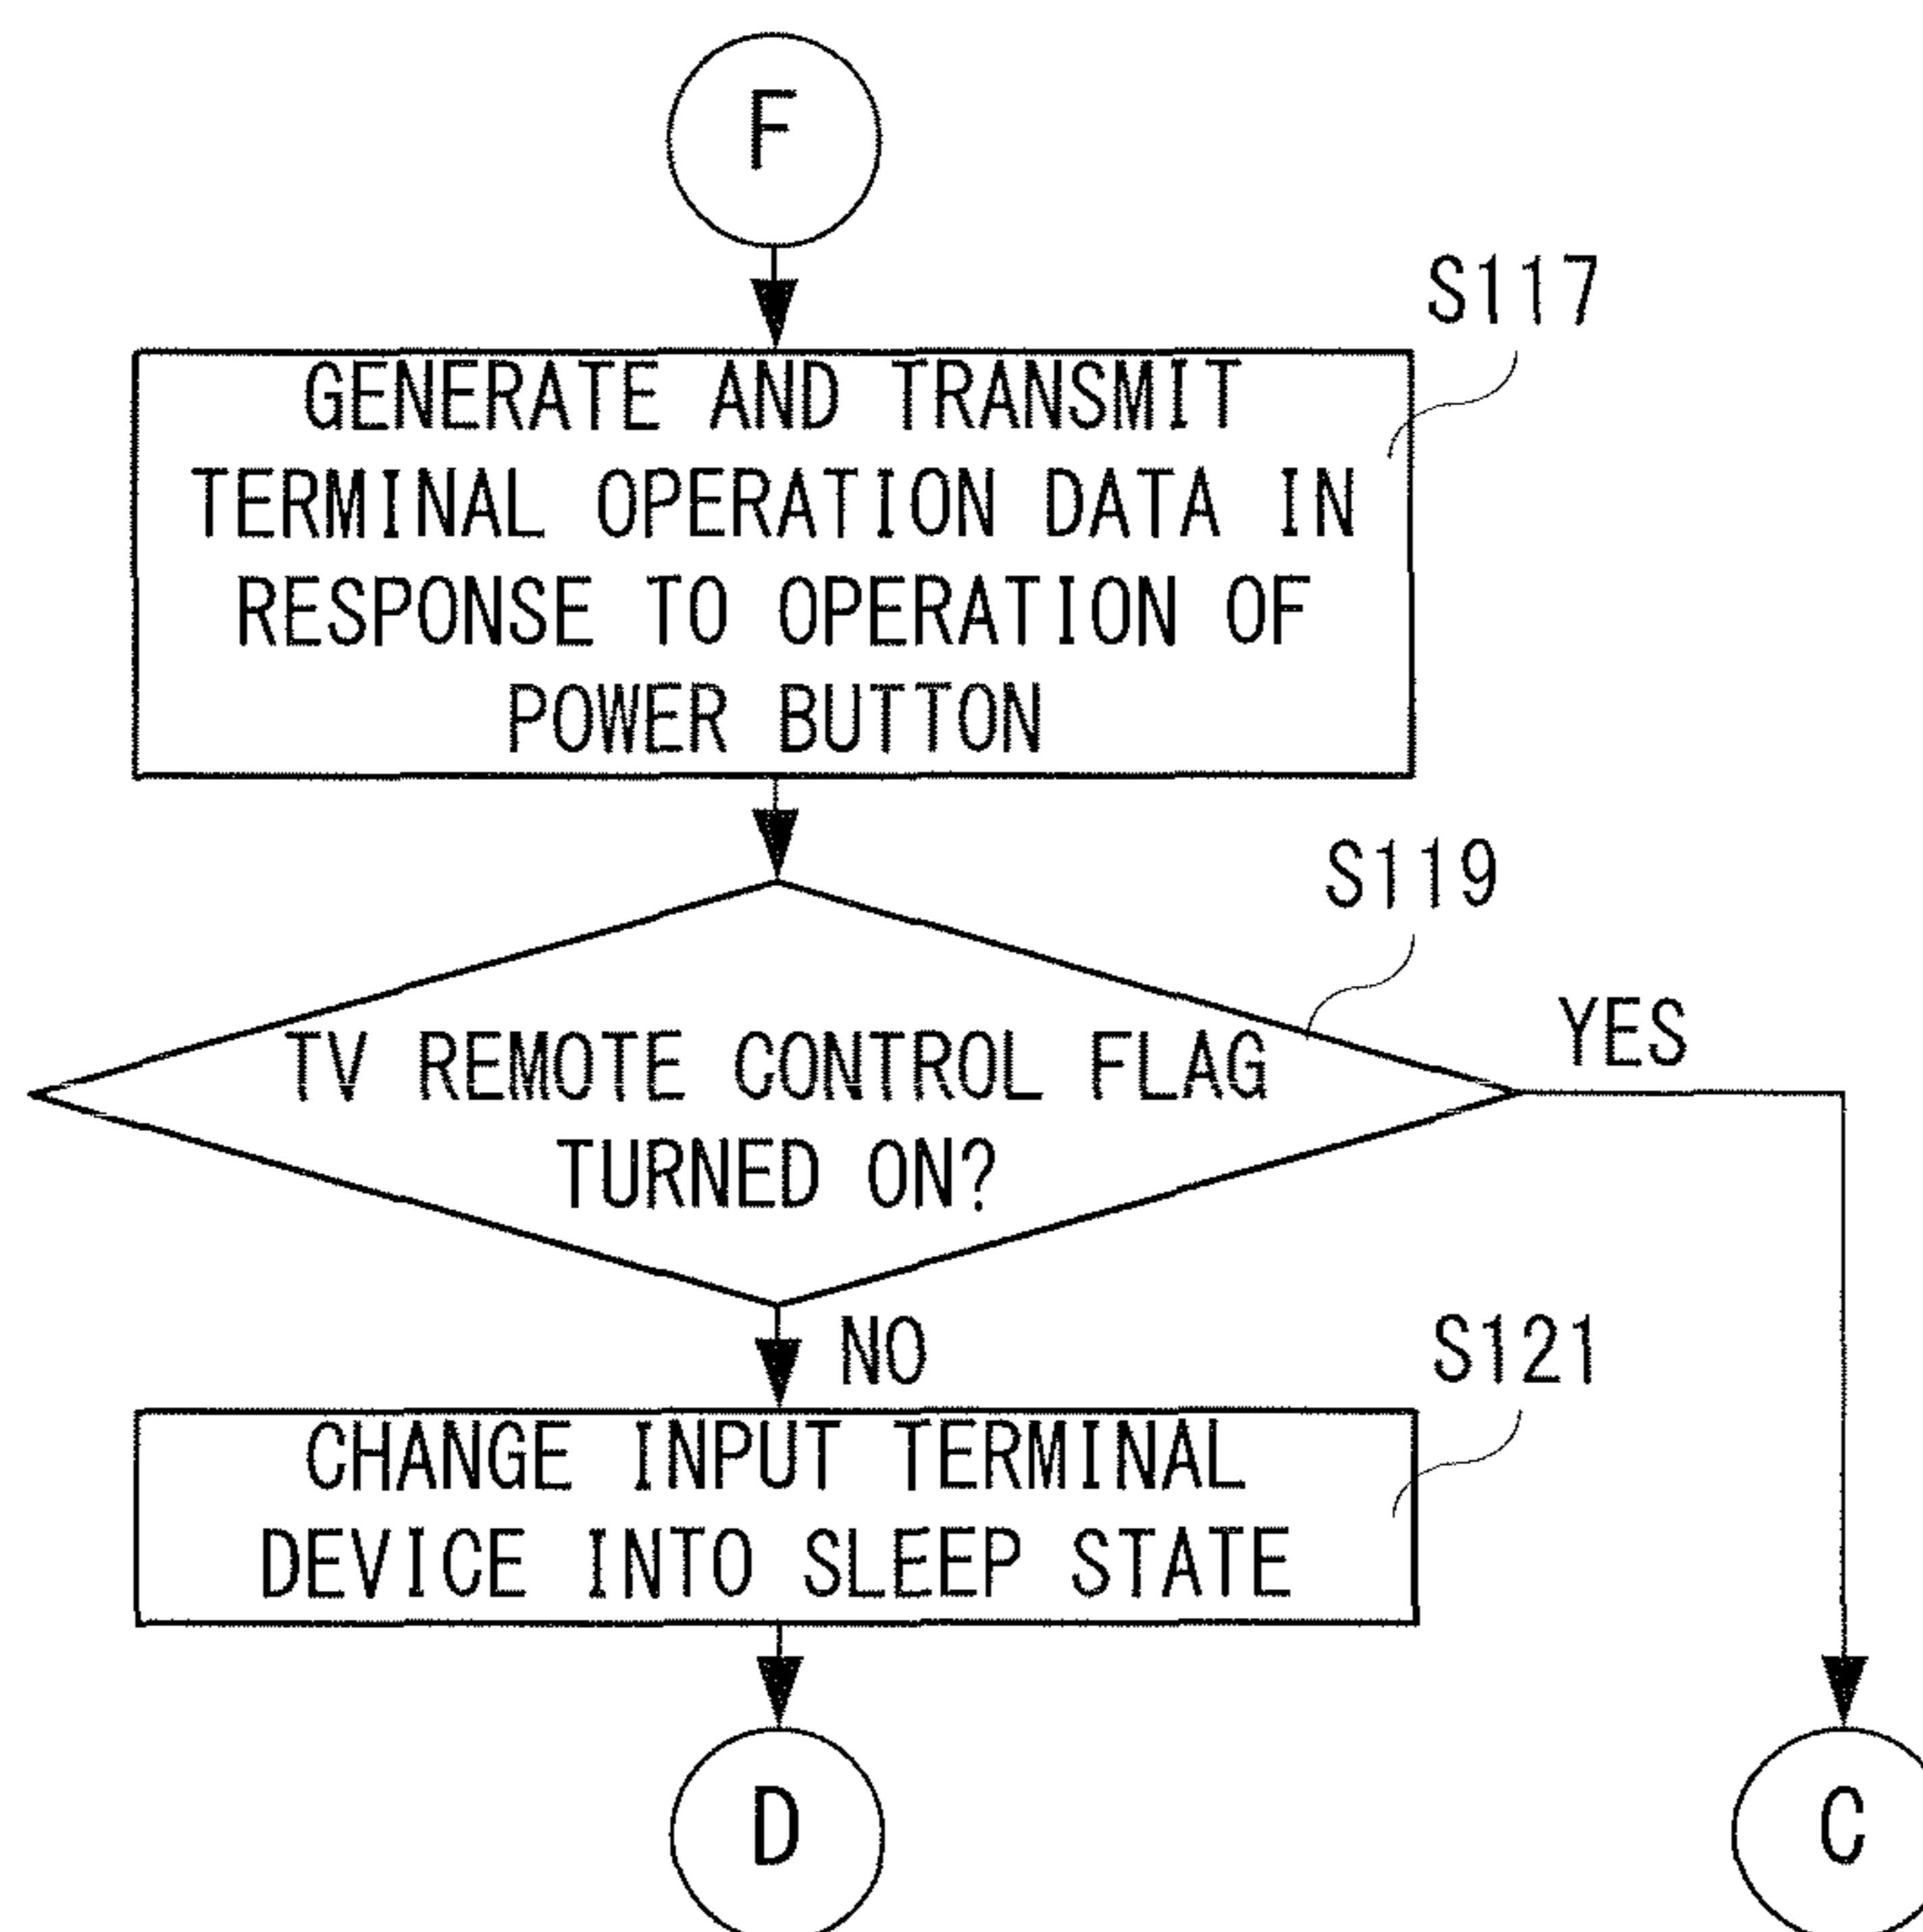 F
S117
GENERATE AND TRANSMIT
TERMINAL OPERATION DATA IN
RESPONSE TO OPERATION OF
POWER BUTTON
S119
TV REMOTE CONTROL FLAG
TURNED ON?
YES
NO
S121
CHANGE INPUT TERMINAL
DEVICE INTO SLEEP STATE
D
C